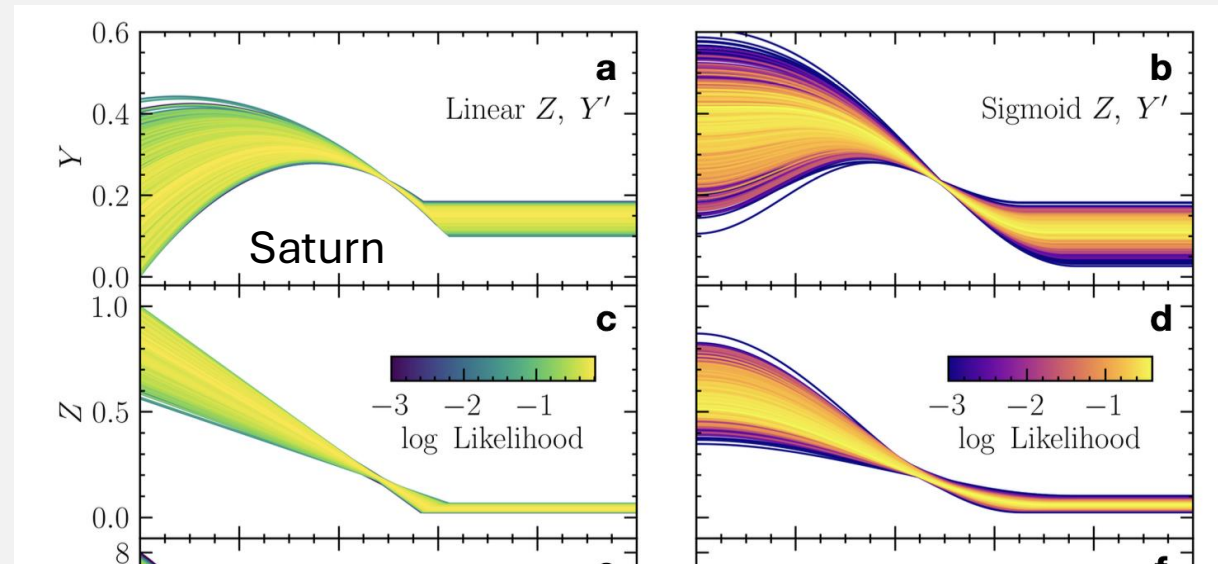 0.6
a
b
Linear Z, Y′
Sigmoid Z, Y′
0.4
Y
0.2
Saturn
0.0
1.0
c
d
Z
0.5
−3 −2 −1
log Likelihood
−3 −2 −1
log Likelihood
0.0
8
f